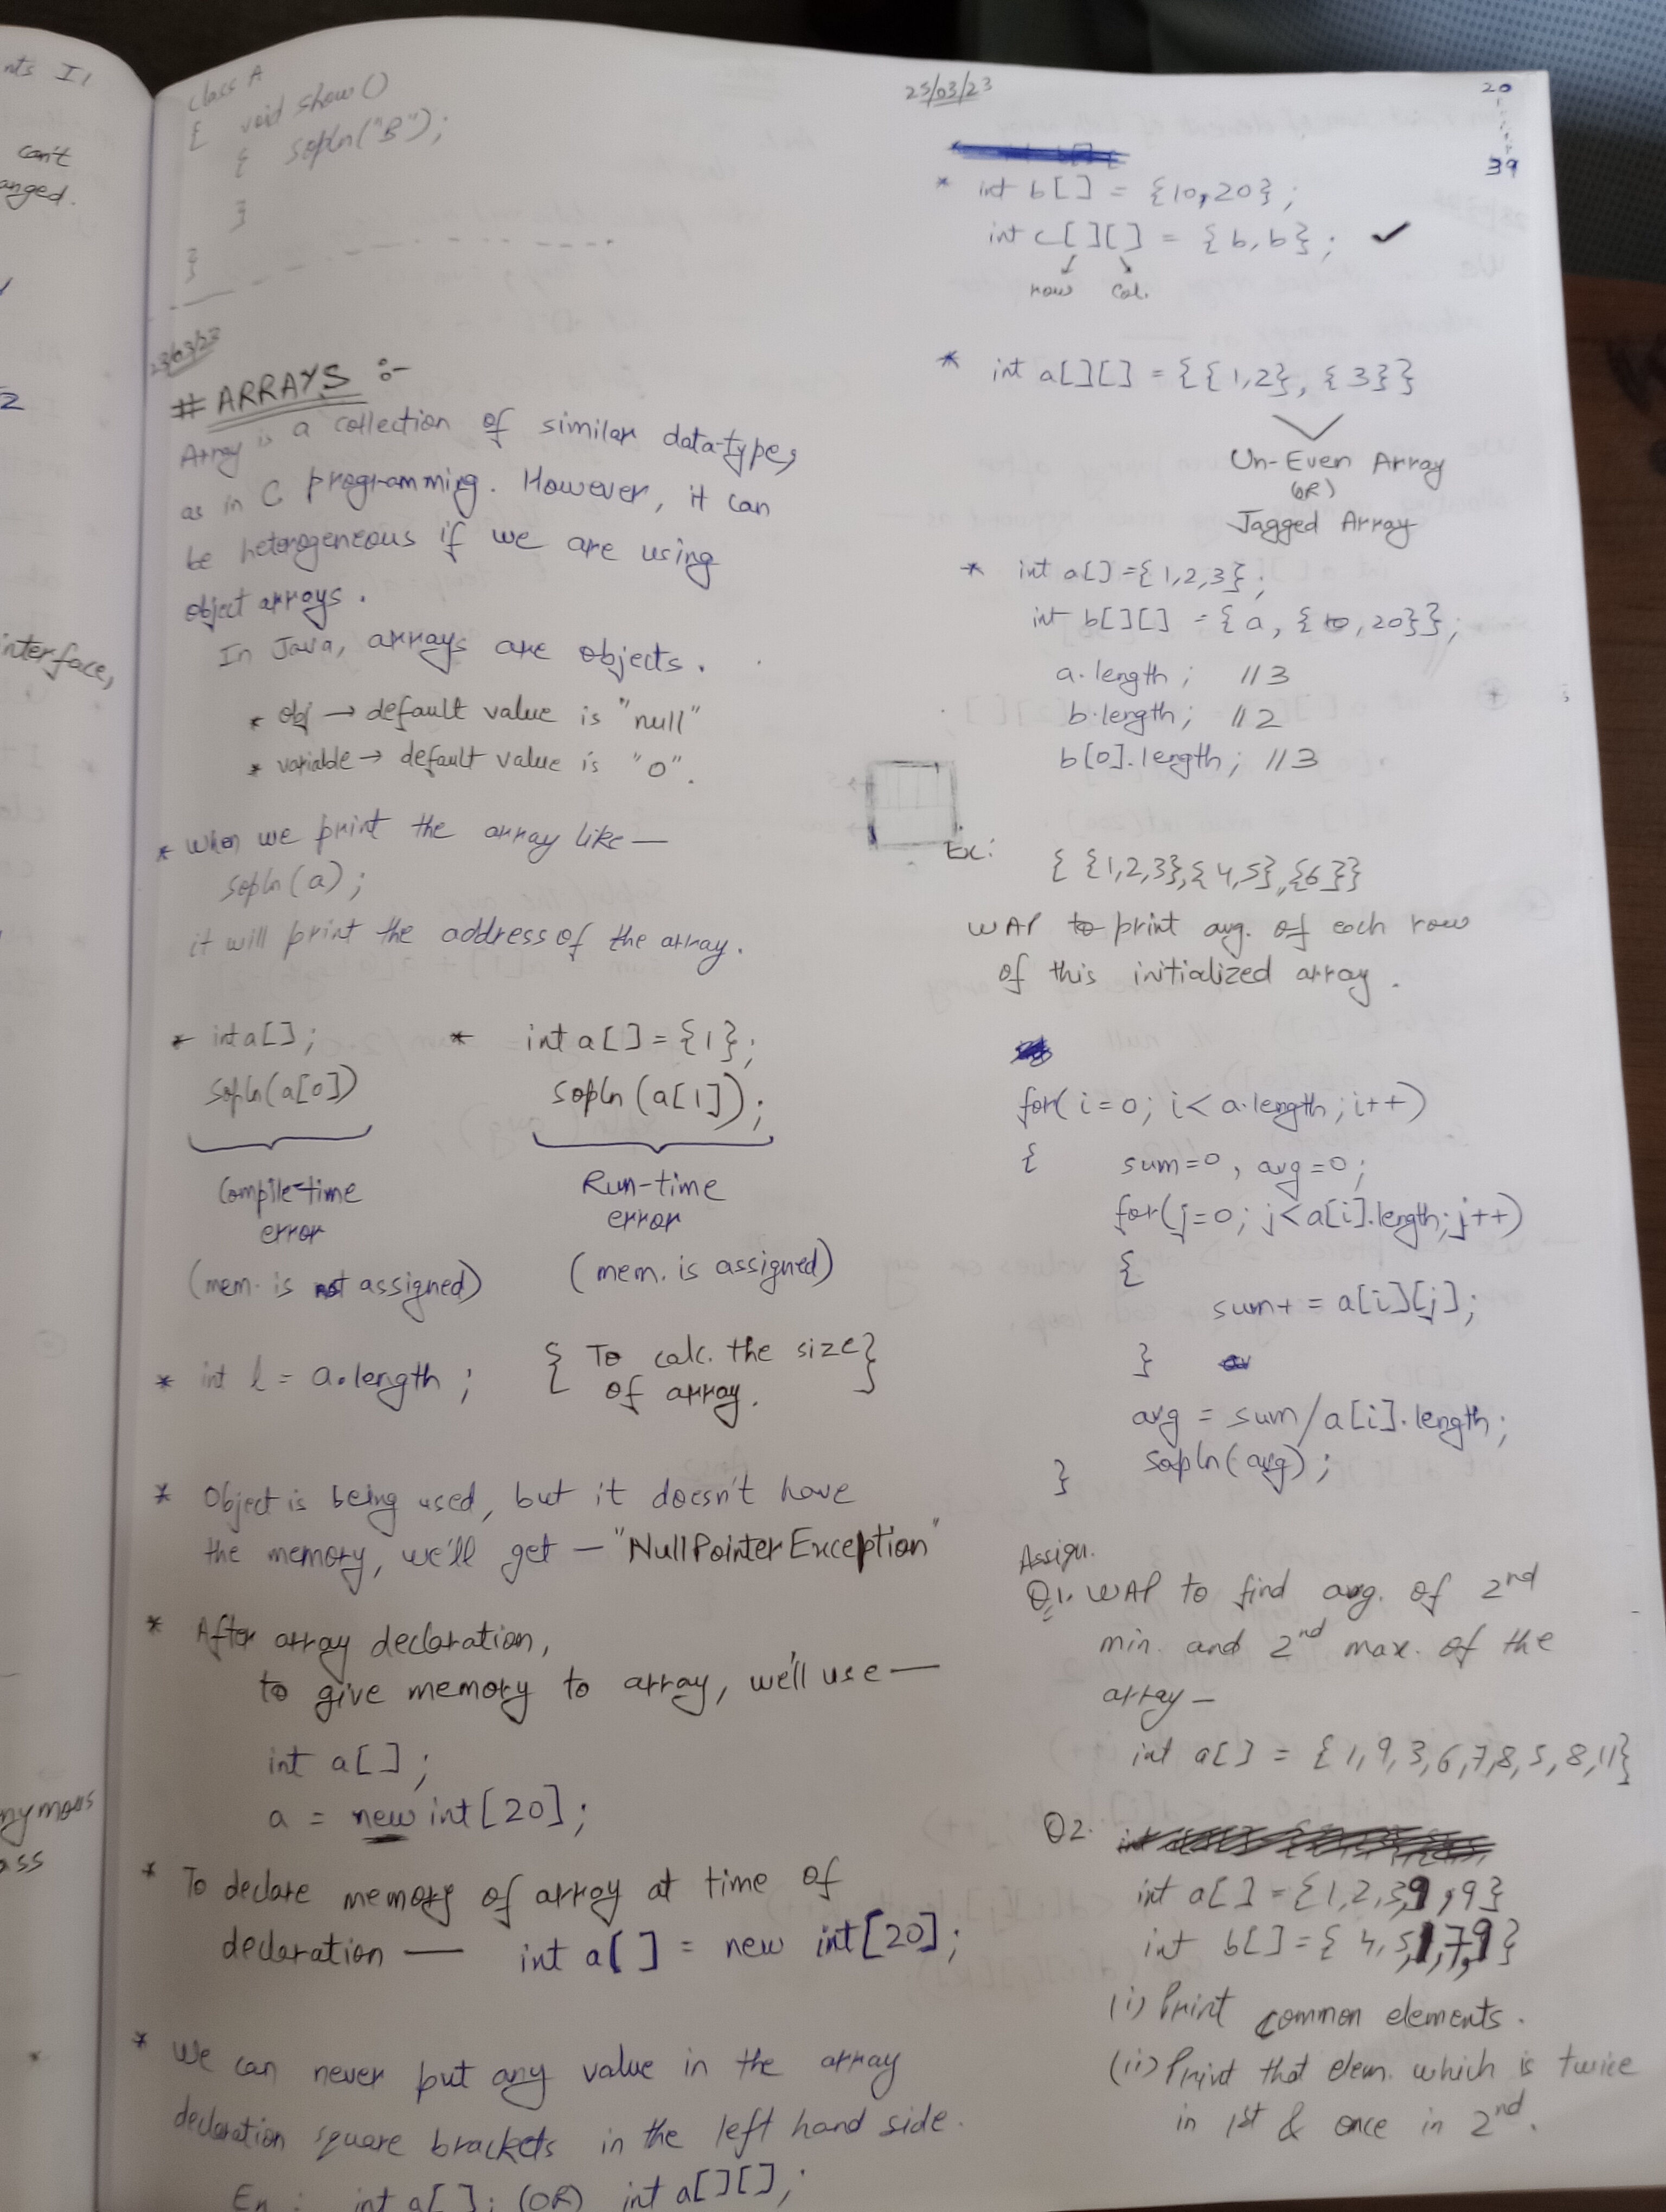 nts I1
can't
anged.
2
interface,
nymous
ass
class A
{ void show()
{ sopln("B");
}
}
23/03/23
# ARRAYS :-
Array is a collection of similar data-types,
as in C programming. However, it can
be heterogeneous if we are using
object arrays.
In Java, arrays are objects.
* obj → default value is "null"
* variable → default value is "0".
* When we print the array like —
sopln(a);
it will print the address of the array.
* int a[];
sopln(a[0])
Compile-time
error
(mem. is not assigned)
* int a[] = {1};
sopln(a[1]);
Run-time
error
(mem. is assigned)
* int l = a.length; { To calc. the size
of array. }
* Object is being used, but it doesn't have
the memory, we'll get — "NullPointerException"
* After array declaration,
to give memory to array, we'll use —
int a[];
a = new int[20];
* To declare memory of array at time of
declaration — int a[] = new int[20];
* We can never put any value in the array
declaration square brackets in the left hand side.
En: int a[]; (OR) int a[][];
25/03/23
20
39
* int b[] = {10,20};
int c[][] = {b,b}; ✓
row col.
* int a[][] = {{1,2}, {3}}
Un-Even Array
(OR)
Jagged Array
* int a[] = {1,2,3};
int b[][] = {a, {10,20}};
a.length; //3
b.length; //2
b[0].length; //3
Ex: { {1,2,3},{4,5},{6}}
WAP to print avg. of each row
of this initialized array.
for(i=0; i<a.length; i++)
{ sum=0, avg=0;
for(j=0; j<a[i].length; j++)
{
sum+ = a[i][j];
}
avg = sum/a[i].length;
sopln(avg);
}
Assign.
Q1. WAP to find avg. of 2nd
min. and 2nd max. of the
array —
int a[] = {1,9,3,6,7,8,5,8,11}
Q2.
int a[] = {1,2,3,9,9}
int b[] = {4,5,1,7,9}
(i) Print common elements.
(ii) Print that elem. which is twice
in 1st & once in 2nd.